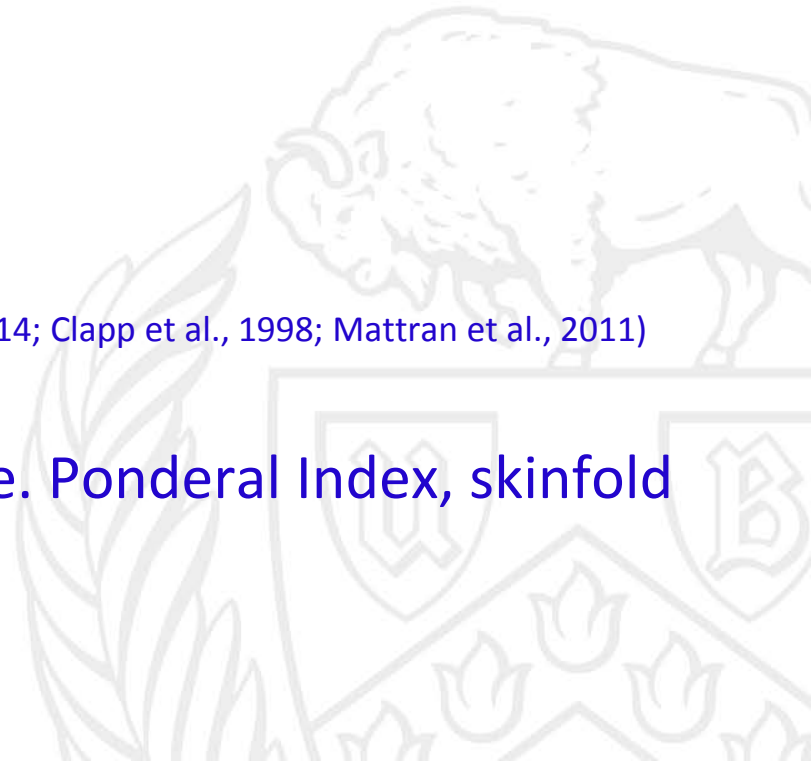 14; Clapp et al., 1998; Mattran et al., 2011)
e. Ponderal Index, skinfold
U B